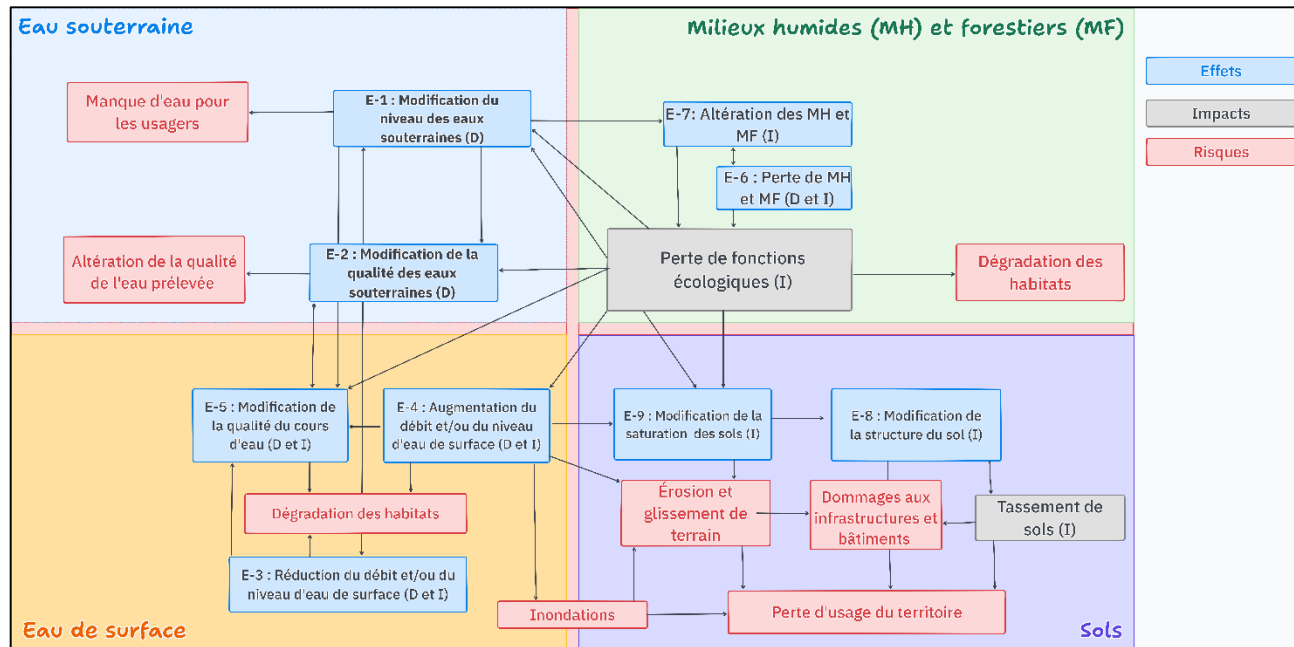 Eau souterraine
Milieux humides (MH) et forestiers (MF)
Effets
Impacts
Risques
Manque d'eau pour
les usagers
E-1 : Modification du
niveau des eaux
souterraines (D)
E-7: Altération des MH et
MF (I)
E-6 : Perte de MH
et MF (D et I)
Altération de la qualité
de l'eau prélevée
E-2 : Modification de la
qualité des eaux
souterraines (D)
Perte de fonctions
écologiques (I)
Dégradation des
habitats
E-5 : Modification de
la qualité du cours
d'eau (D et I)
E-4 : Augmentation du
débit et/ou du niveau
d'eau de surface (D et I)
E-9 : Modification de la
saturation des sols (I)
E-8 : Modification de
la structure du sol (I)
Dégradation des habitats
Érosion et
glissement de
terrain
Dommages aux
infrastructures et
bâtiments
Tassement de
sols (I)
E-3 : Réduction du débit et/ou du
niveau d'eau de surface (D et I)
Inondations
Perte d'usage du territoire
Eau de surface
Sols